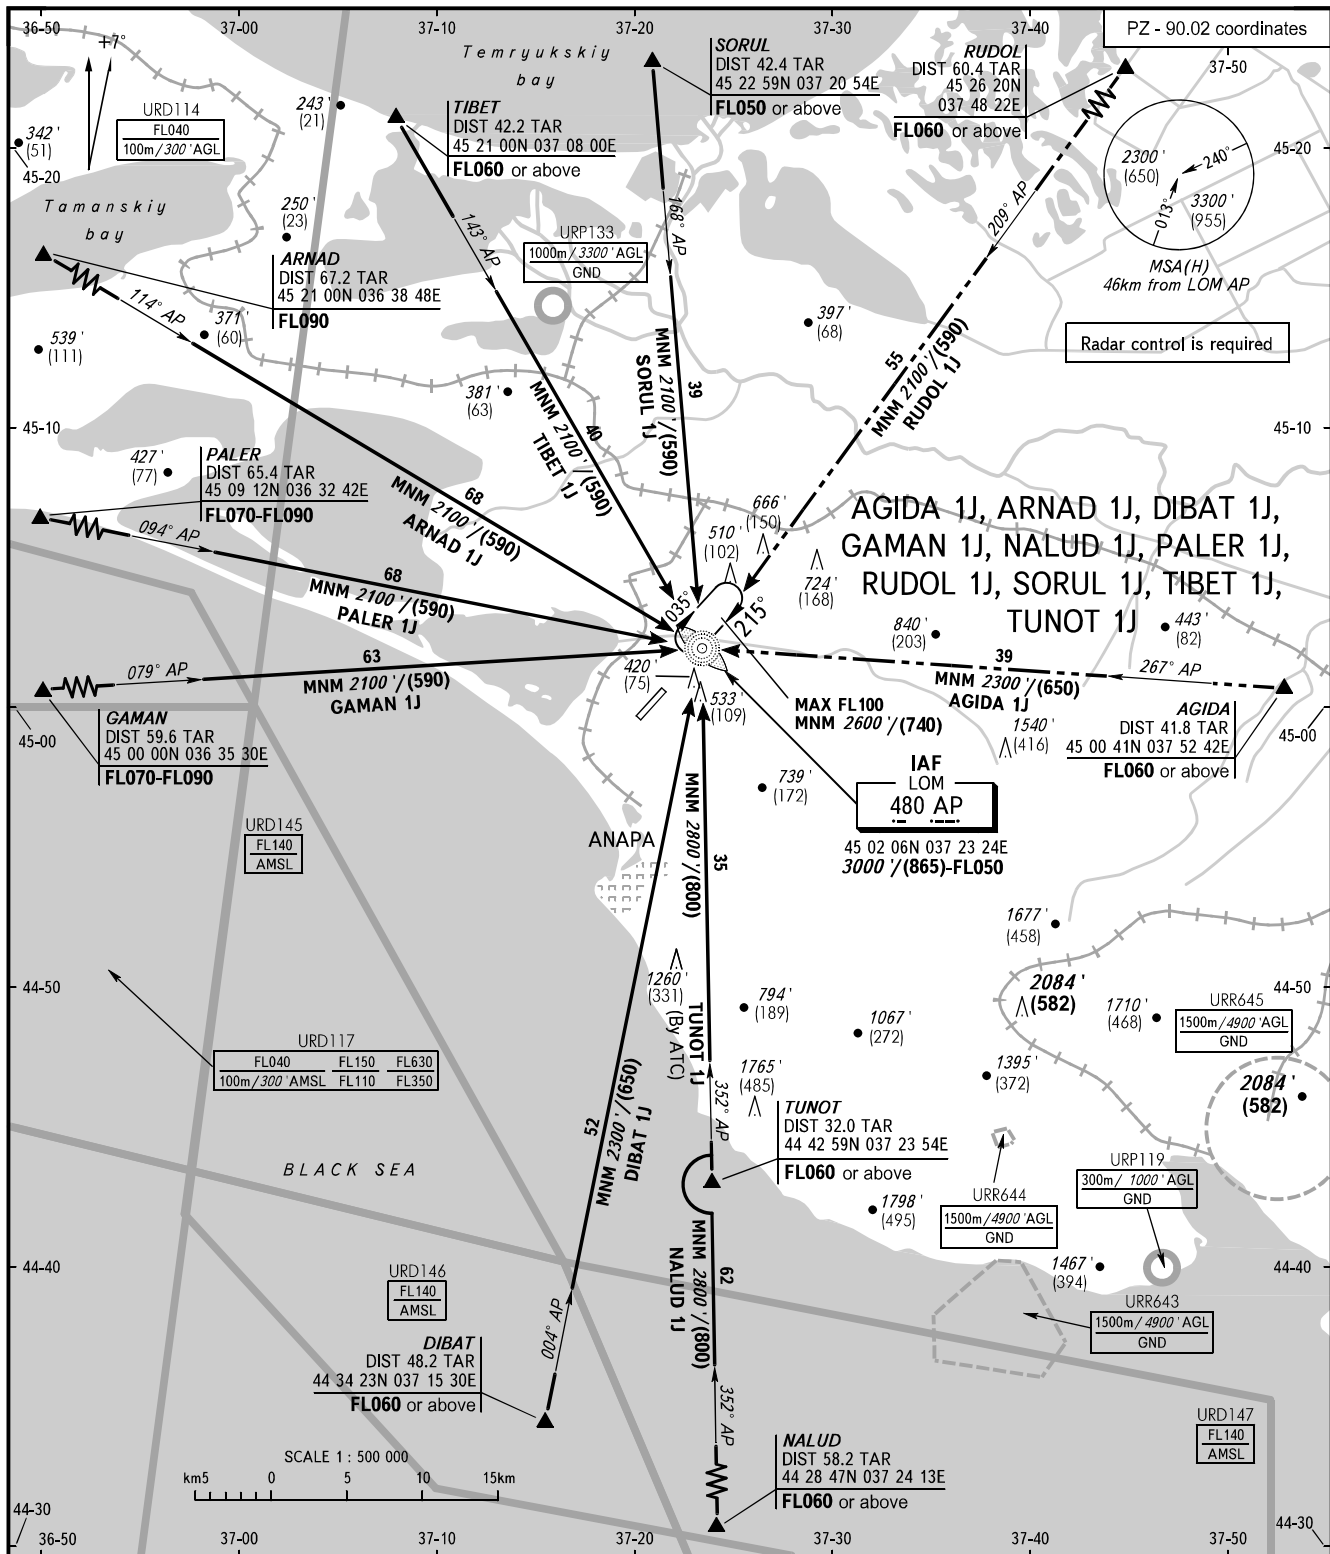 36-50
37-00
37-10
37-20
37-30
37-40
PZ - 90.02 coordinates
37-50
+7°
Temryukskiy
bay
SORUL
DIST 42.4 TAR
45 22 59N 037 20 54E
FL050 or above
RUDOL
DIST 60.4 TAR
45 26 20N
037 48 22E
FL060 or above
URD114
FL040
100m/300'AGL
243'
(21)
TIBET
DIST 42.2 TAR
45 21 00N 037 08 00E
FL060 or above
342'
(51)
45-20
45-20
2300'
(650)
240°
3300'
(955)
013°
MSA(H)
46km from LOM AP
Tamanskiy
bay
250'
(23)
143° AP
168° AP
209° AP
URP133
1000m/3300'AGL
GND
ARNAD
DIST 67.2 TAR
45 21 00N 036 38 48E
FL090
114° AP
371'
(60)
539'
(111)
397'
(68)
Radar control is required
381'
(63)
MNM 2100'/(590)
SORUL 1J
39
55
MNM 2100'/(590)
RUDOL 1J
40
MNM 2100'/(590)
TIBET 1J
45-10
45-10
427'
(77)
PALER
DIST 65.4 TAR
45 09 12N 036 32 42E
FL070-FL090
68
MNM 2100'/(590)
ARNAD 1J
094° AP
666'
(150)
510'
(102)
724'
(168)
AGIDA 1J, ARNAD 1J, DIBAT 1J,
GAMAN 1J, NALUD 1J, PALER 1J,
RUDOL 1J, SORUL 1J, TIBET 1J,
TUNOT 1J
68
MNM 2100'/(590)
PALER 1J
035°
215°
840'
(203)
443'
(82)
079° AP
63
MNM 2100'/(590)
GAMAN 1J
420'
(75)
533'
(109)
39
MNM 2300'/(650)
AGIDA 1J
267° AP
MAX FL100
MNM 2600'/(740)
45-00
GAMAN
DIST 59.6 TAR
45 00 00N 036 35 30E
FL070-FL090
1540'
(416)
AGIDA
DIST 41.8 TAR
45 00 41N 037 52 42E
FL060 or above
45-00
IAF
LOM
480 AP
45 02 06N 037 23 24E
3000'/(865)-FL050
739'
(172)
URD145
FL140
AMSL
ANAPA
MNM 2800'/(800)
35
TUNOT 1J
1677'
(458)
44-50
1260'
(331)
(By ATC)
794'
(189)
1067'
(272)
2084'
(582)
1710'
(468)
44-50
URR645
1500m/4900'AGL
GND
URD117
FL040
100m/300'AMSL
FL150
FL110
FL630
FL350
1765'
(485)
352° AP
1395'
(372)
2084'
(582)
TUNOT
DIST 32.0 TAR
44 42 59N 037 23 54E
FL060 or above
52
MNM 2300'/(650)
DIBAT 1J
BLACK SEA
URP119
300m/ 1000'AGL
GND
URR644
1500m/4900'AGL
GND
1798'
(495)
44-40
44-40
MNM 2800'/(800)
NALUD 1J
62
1467'
(394)
URD146
FL140
AMSL
URR643
1500m/4900'AGL
GND
004° AP
DIBAT
DIST 48.2 TAR
44 34 23N 037 15 30E
FL060 or above
352° AP
URD147
FL140
AMSL
NALUD
DIST 58.2 TAR
44 28 47N 037 24 13E
FL060 or above
SCALE 1 : 500 000
km5
0
5
10
15km
44-30
44-30
36-50
37-00
37-10
37-20
37-30
37-40
37-50